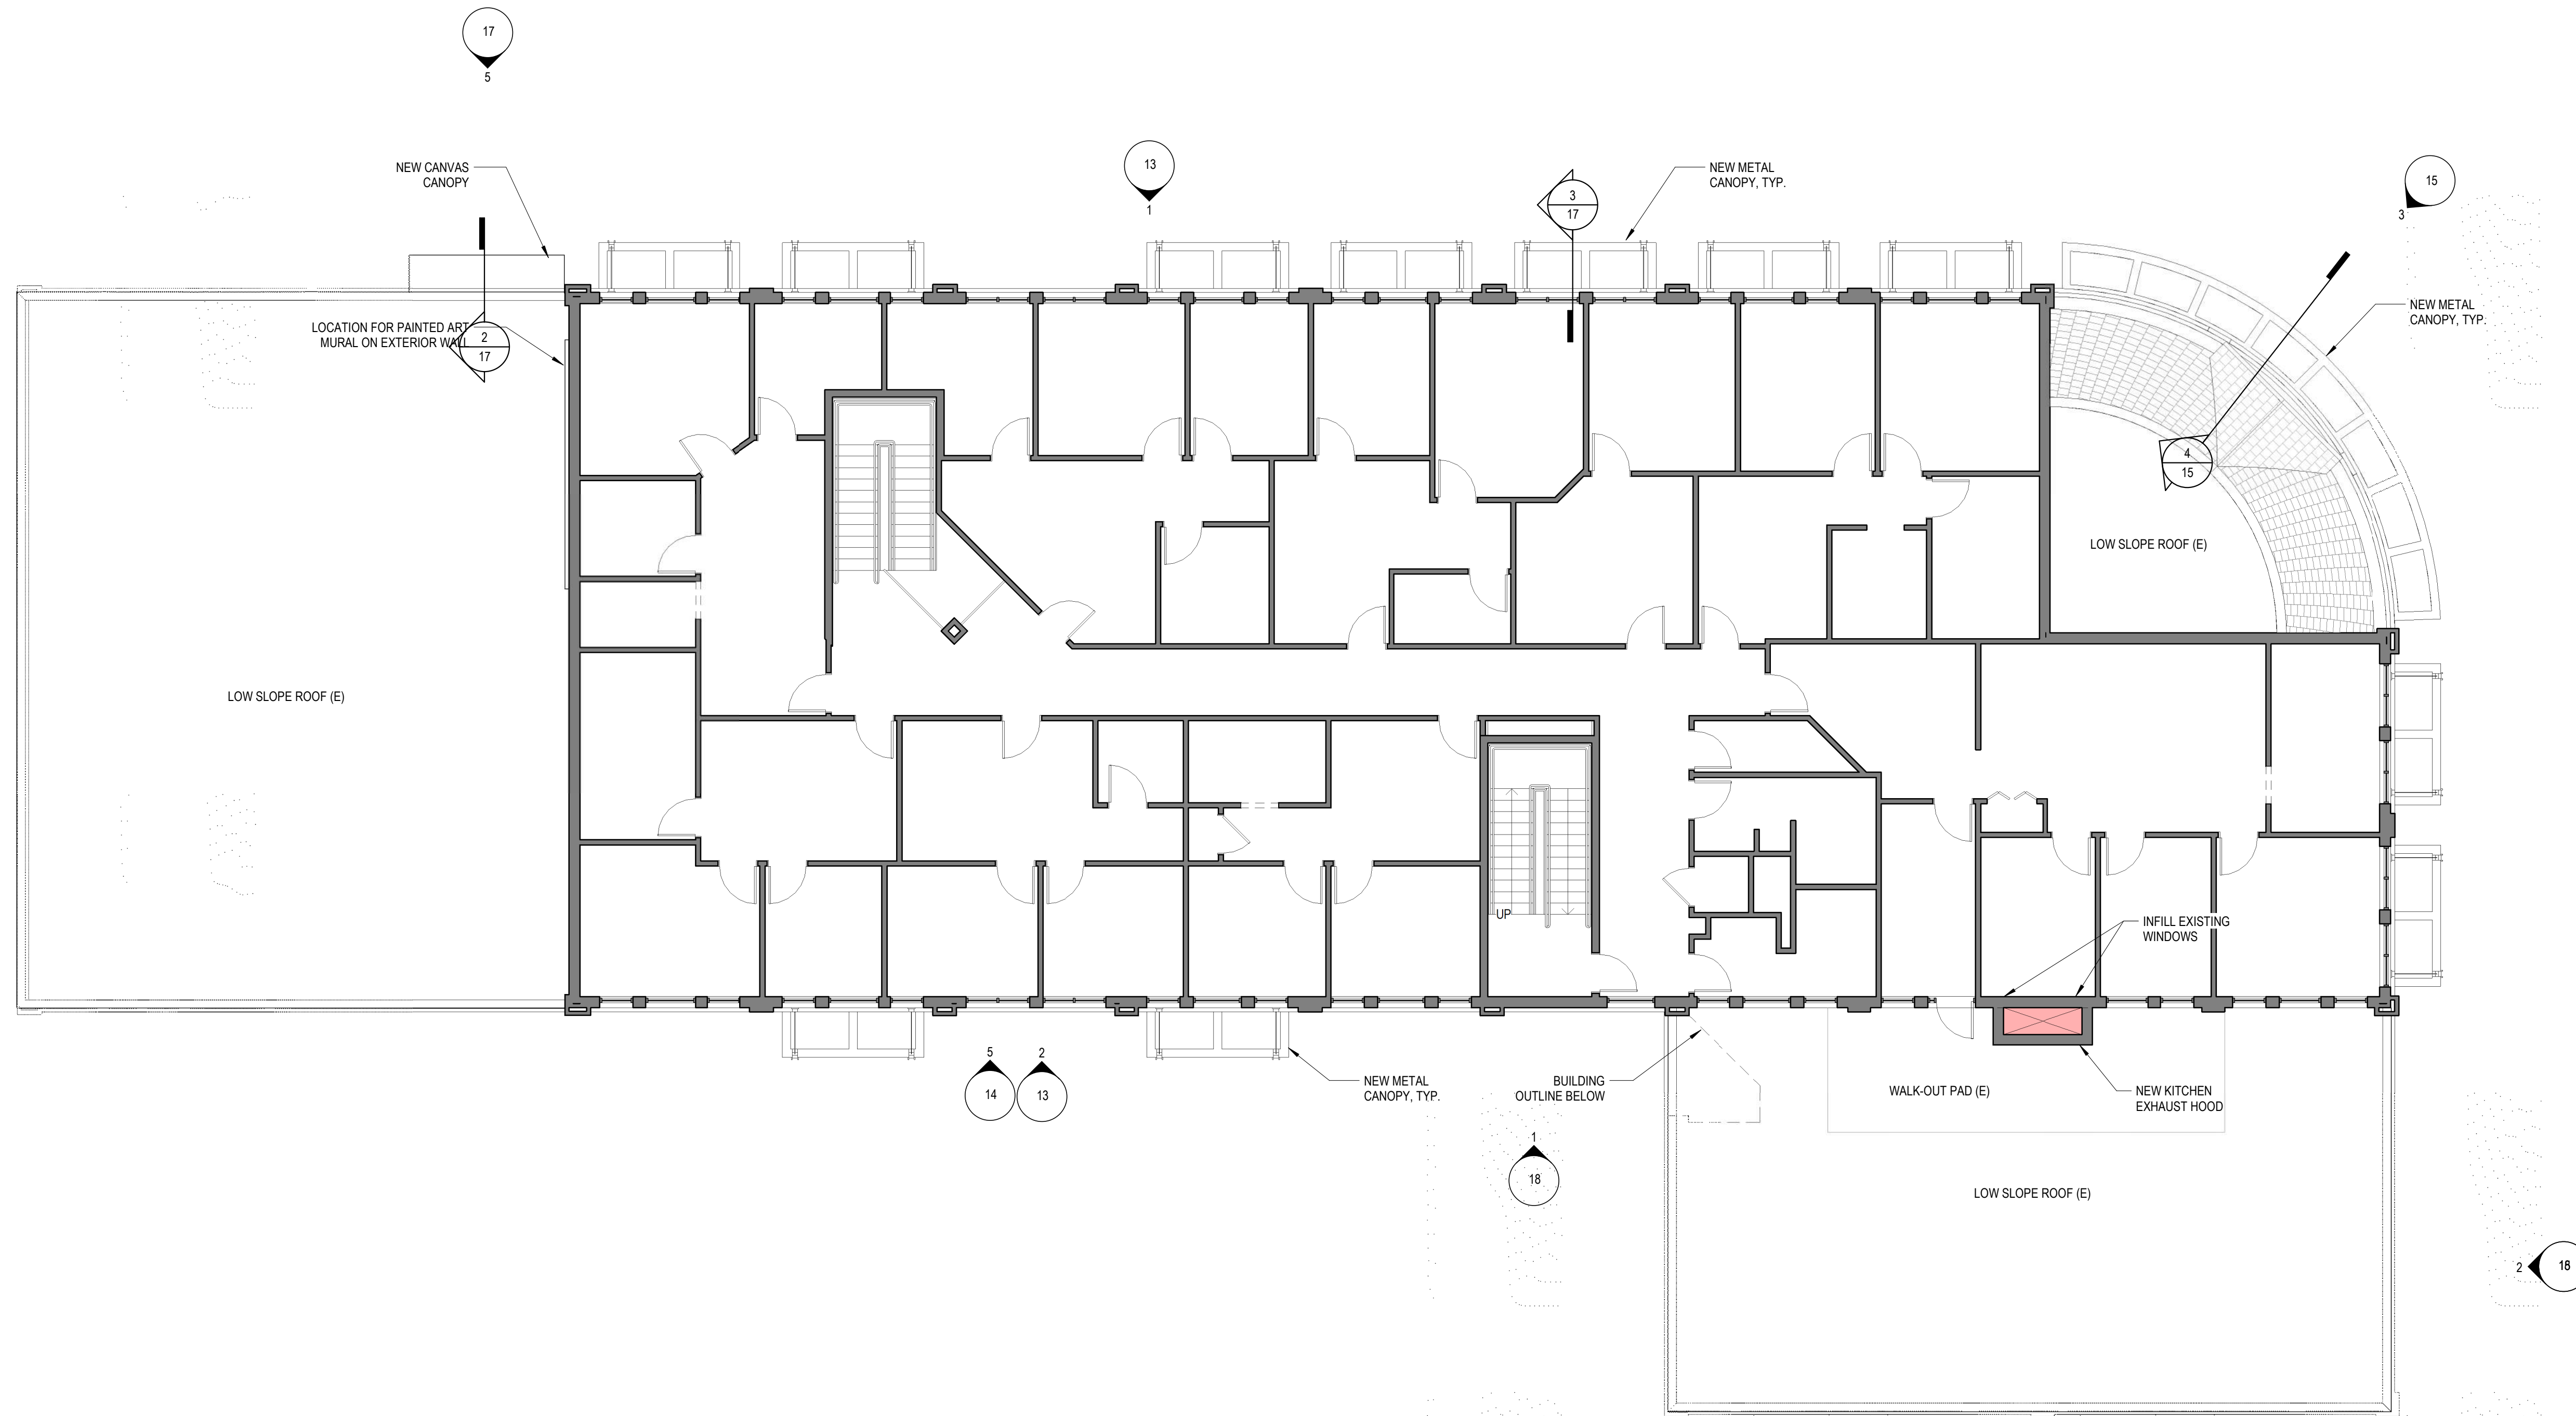 17
5
13
1
15
3
NEW CANVAS
CANOPY
NEW METAL
CANOPY, TYP.
3
17
NEW METAL
CANOPY, TYP.
LOCATION FOR PAINTED ART
MURAL ON EXTERIOR WALL
2
17
4
15
LOW SLOPE ROOF (E)
LOW SLOPE ROOF (E)
UP
INFILL EXISTING
WINDOWS
5
14
2
13
NEW METAL
CANOPY, TYP.
BUILDING
OUTLINE BELOW
WALK-OUT PAD (E)
NEW KITCHEN
EXHAUST HOOD
1
18
LOW SLOPE ROOF (E)
2